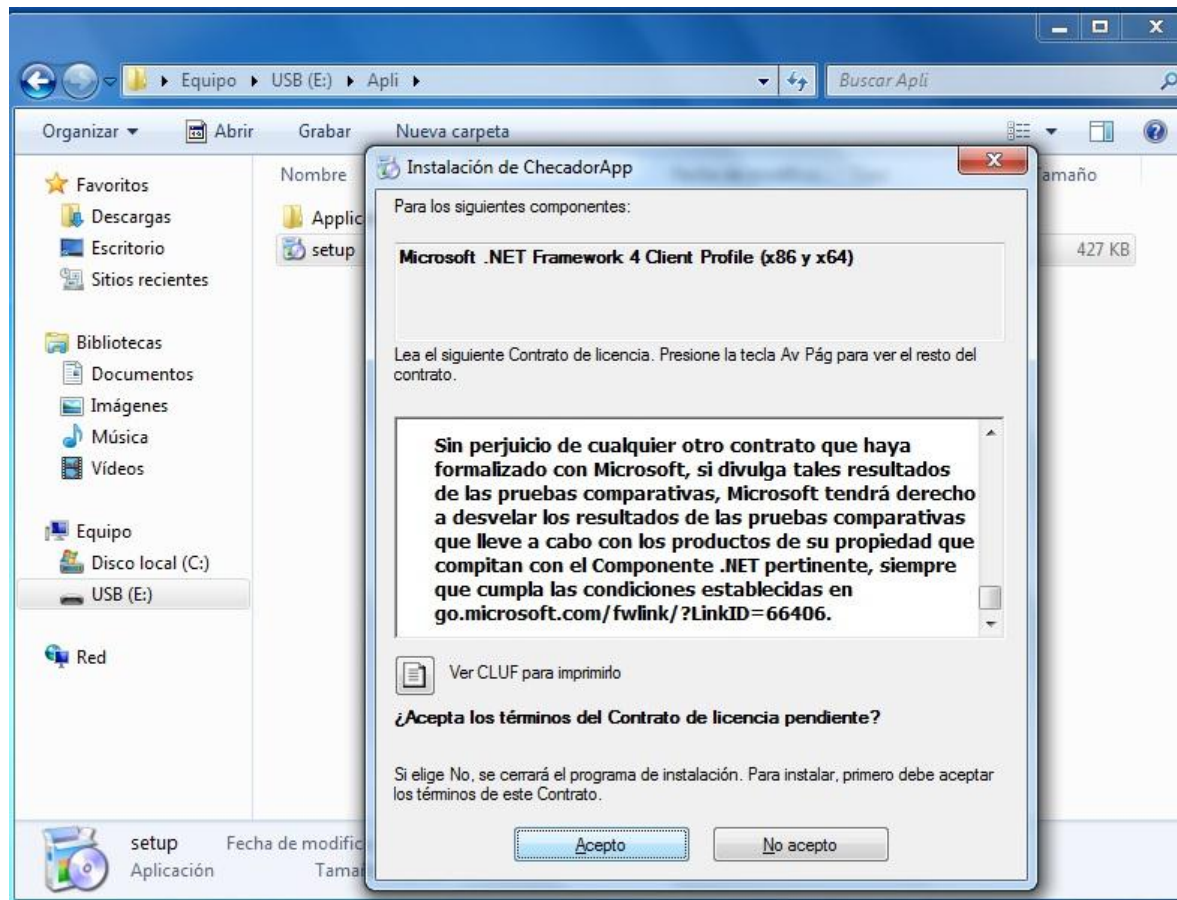 Equipo USB (E:) Apli
Buscar Apli
Organizar Abrir Grabar Nueva carpeta
Favoritos
Descargas
Escritorio
Sitios recientes
Bibliotecas
Documentos
Imágenes
Música
Vídeos
Equipo
Disco local (C:)
USB (E:)
Red
Nombre
Applic
setup
427 KB
Instalación de ChecadorApp
Para los siguientes componentes:
Microsoft .NET Framework 4 Client Profile (x86 y x64)
Lea el siguiente Contrato de licencia. Presione la tecla Av Pág para ver el resto del
contrato.
Sin perjuicio de cualquier otro contrato que haya
formalizado con Microsoft, si divulga tales resultados
de las pruebas comparativas, Microsoft tendrá derecho
a desvelar los resultados de las pruebas comparativas
que lleve a cabo con los productos de su propiedad que
compitan con el Componente .NET pertinente, siempre
que cumpla las condiciones establecidas en
go.microsoft.com/fwlink/?LinkID=66406.
Ver CLUF para imprimirlo
¿Acepta los términos del Contrato de licencia pendiente?
Si elige No, se cerrará el programa de instalación. Para instalar, primero debe aceptar
los términos de este Contrato.
Acepto
No acepto
setup Fecha de modific
Aplicación Tamañ